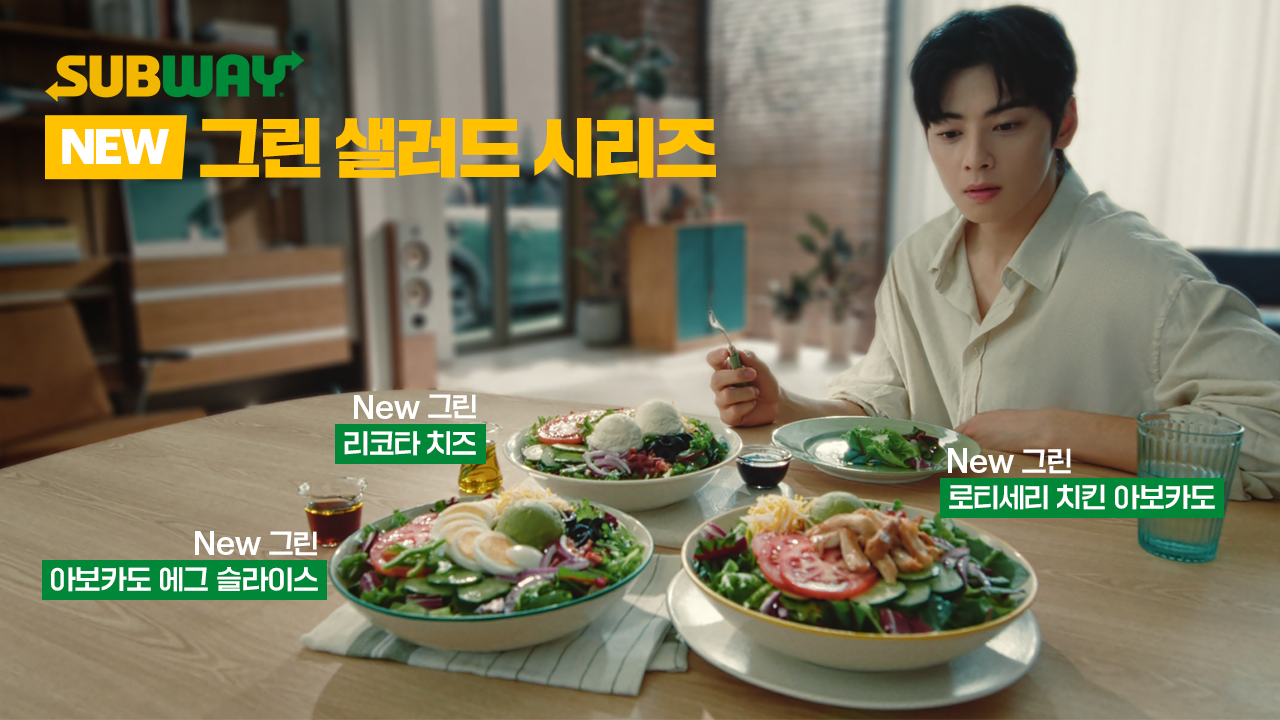 SUBWAY
NEW 그린 샐러드 시리즈
New 그린
리코타 치즈
New 그린
로티세리 치킨 아보카도
New 그린
아보카도 에그 슬라이스